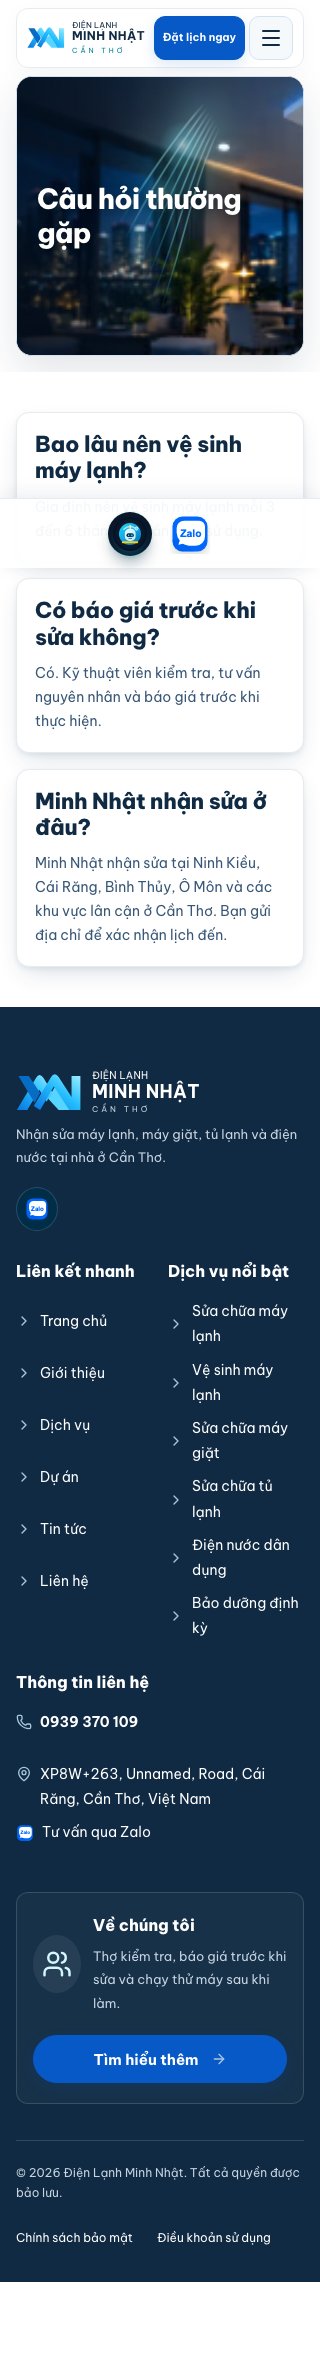 ĐIỆN LẠNH
MINH NHẬT
CẦN THƠ
Đặt lịch ngay
Câu hỏi thường
gặp
Bao lâu nên vệ sinh
máy lạnh?
Zalo
Có báo giá trước khi
sửa không?
Có. Kỹ thuật viên kiểm tra, tư vấn
nguyên nhân và báo giá trước khi
thực hiện.
Minh Nhật nhận sửa ở
đâu?
Minh Nhật nhận sửa tại Ninh Kiều,
Cái Răng, Bình Thủy, Ô Môn và các
khu vực lân cận ở Cần Thơ. Bạn gửi
địa chỉ để xác nhận lịch đến.
ĐIỆN LẠNH
MINH NHẬT
CẦN THƠ
Nhận sửa máy lạnh, máy giặt, tủ lạnh và điện
nước tại nhà ở Cần Thơ.
Zalo
Liên kết nhanh
Trang chủ
Giới thiệu
Dịch vụ
Dự án
Tin tức
Liên hệ
Dịch vụ nổi bật
Sửa chữa máy
lạnh
Vệ sinh máy
lạnh
Sửa chữa máy
giặt
Sửa chữa tủ
lạnh
Điện nước dân
dụng
Bảo dưỡng định
kỳ
Thông tin liên hệ
0939 370 109
XP8W+263, Unnamed, Road, Cái
Răng, Cần Thơ, Việt Nam
Zalo Tư vấn qua Zalo
Về chúng tôi
Thợ kiểm tra, báo giá trước khi
sửa và chạy thử máy sau khi
làm.
Tìm hiểu thêm
© 2026 Điện Lạnh Minh Nhật. Tất cả quyền được
bảo lưu.
Chính sách bảo mật Điều khoản sử dụng